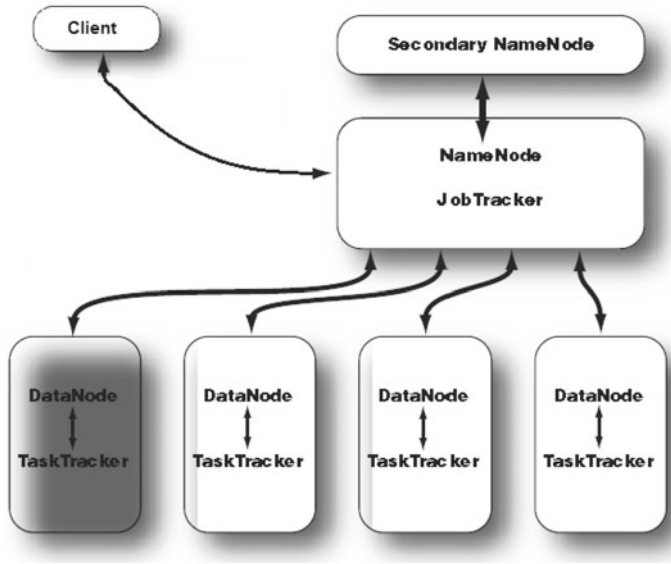 Client
Secondary NameNode
NameNode
JobTracker
DataNode
TaskTracker
DataNode
TaskTracker
DataNode
TaskTracker
DataNode
TaskTracker